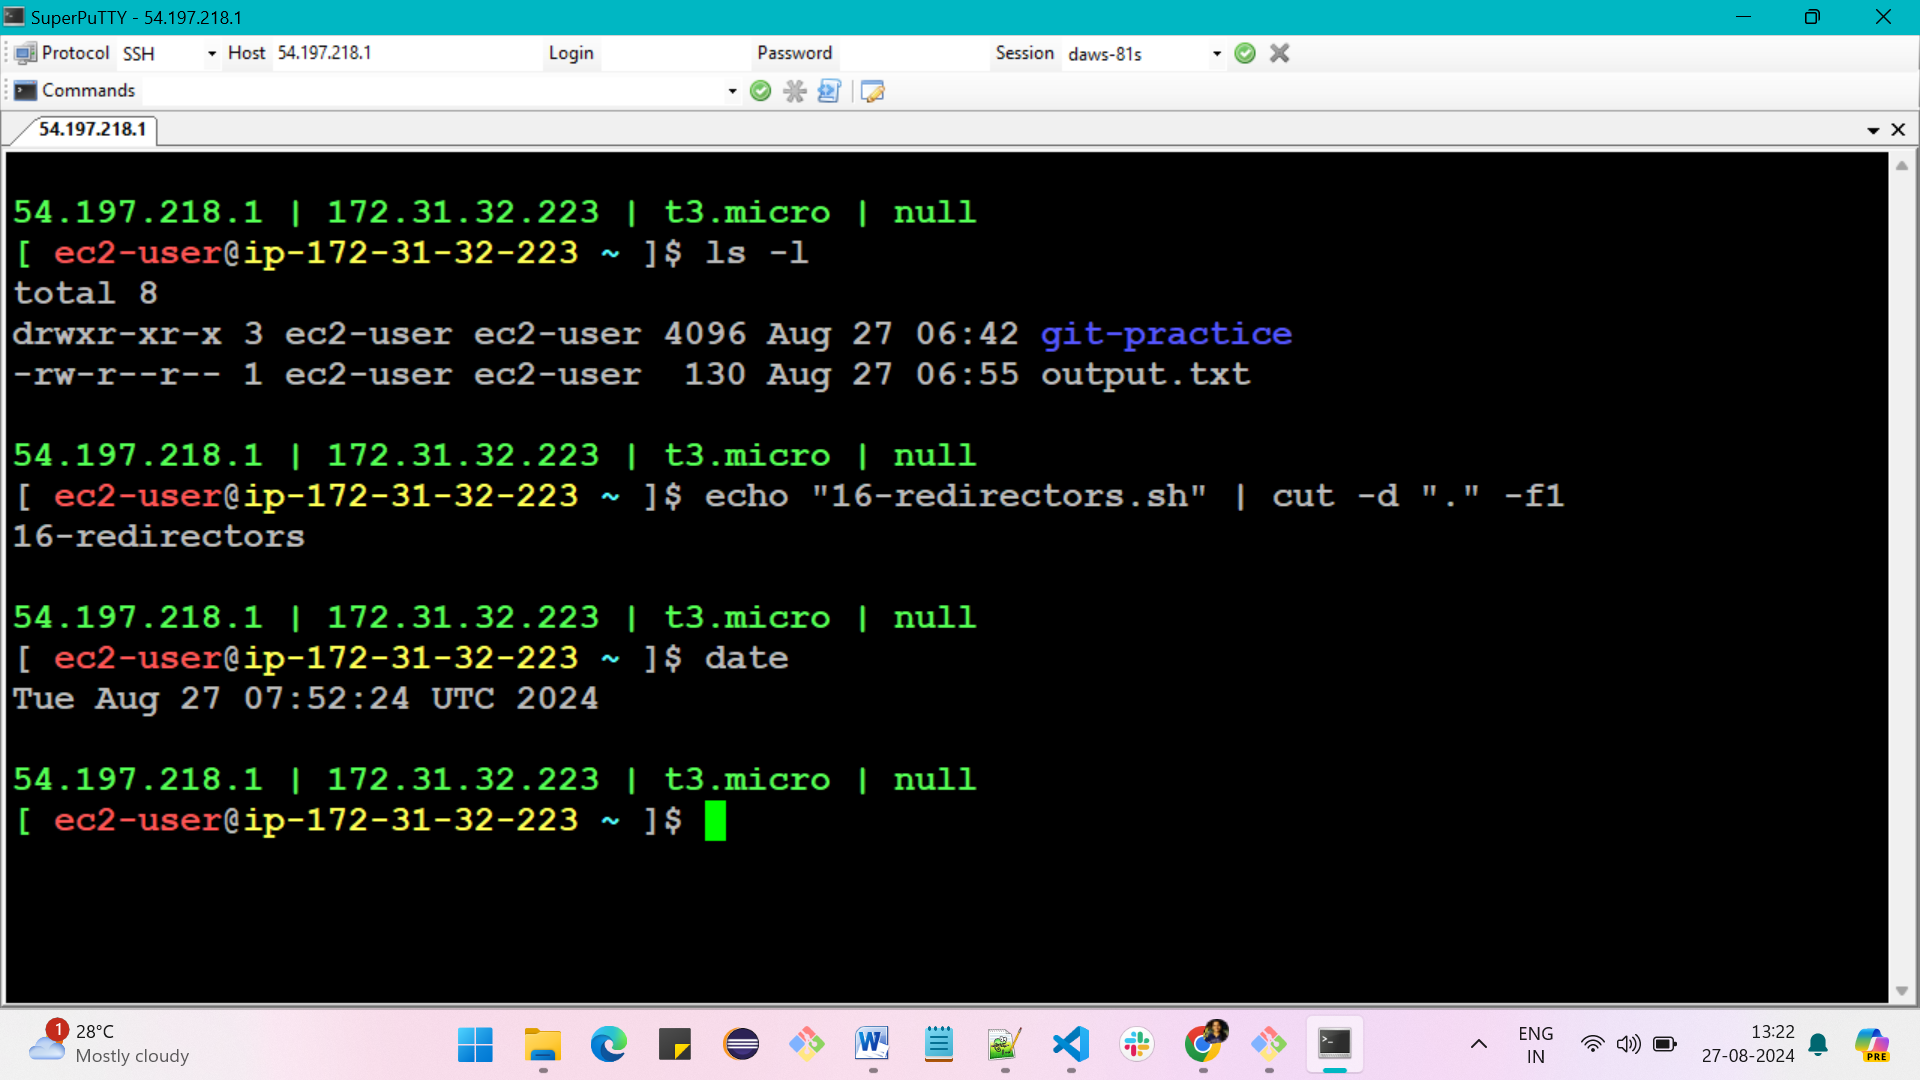 SuperPuTTY - 54.197.218.1
Protocol SSH Host 54.197.218.1 Login Password Session daws-81s
Commands
54.197.218.1
54.197.218.1 | 172.31.32.223 | t3.micro | null
[ ec2-user@ip-172-31-32-223 ~ ]$ ls -l
total 8
drwxr-xr-x 3 ec2-user ec2-user 4096 Aug 27 06:42 git-practice
-rw-r--r-- 1 ec2-user ec2-user  130 Aug 27 06:55 output.txt
54.197.218.1 | 172.31.32.223 | t3.micro | null
[ ec2-user@ip-172-31-32-223 ~ ]$ echo "16-redirectors.sh" | cut -d "." -f1
16-redirectors
54.197.218.1 | 172.31.32.223 | t3.micro | null
[ ec2-user@ip-172-31-32-223 ~ ]$ date
Tue Aug 27 07:52:24 UTC 2024
54.197.218.1 | 172.31.32.223 | t3.micro | null
[ ec2-user@ip-172-31-32-223 ~ ]$
1 28°C
Mostly cloudy
W
ENG
IN
13:22
27-08-2024
PRE